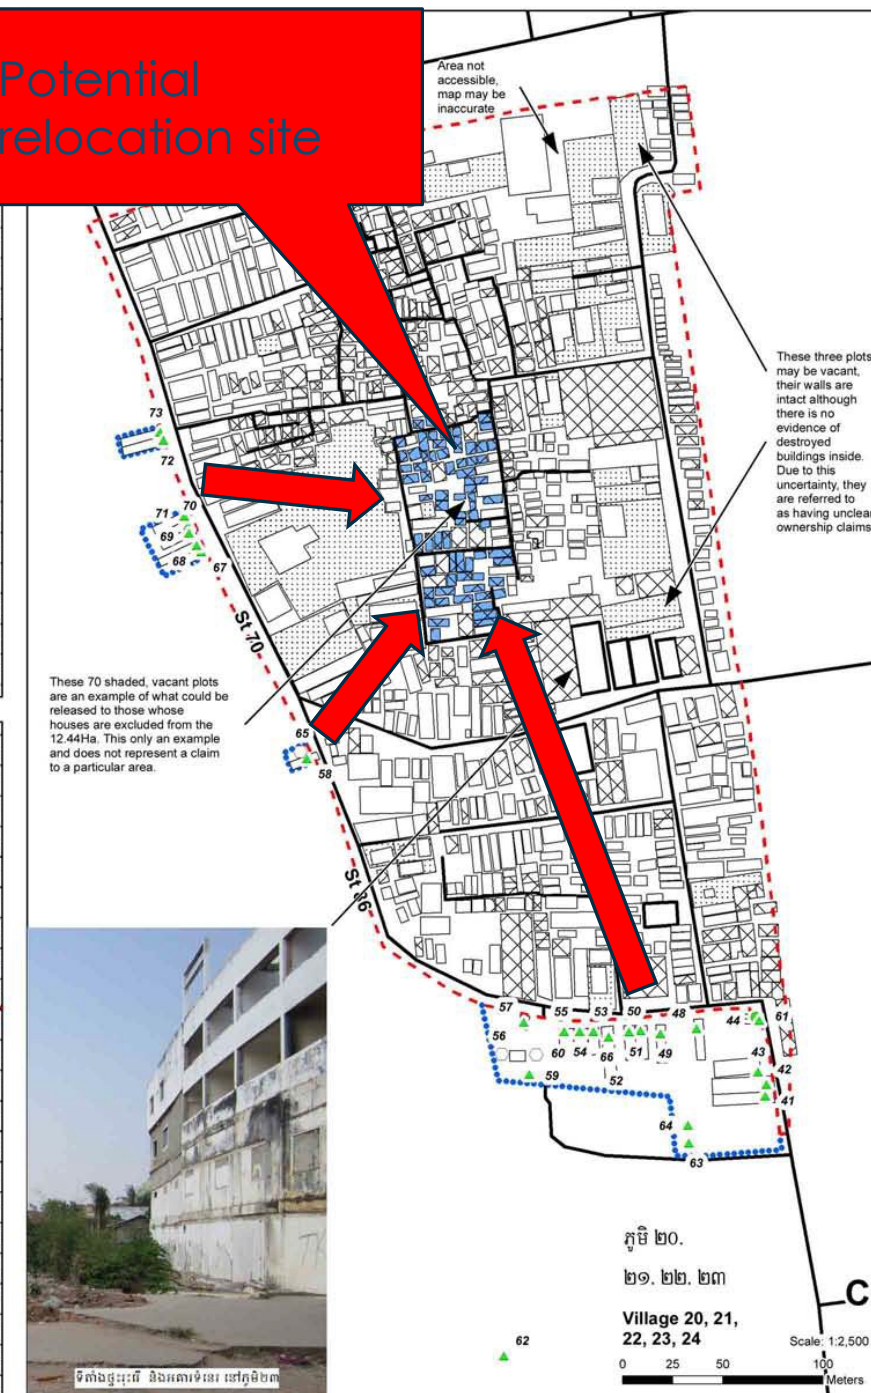 Potential
relocation site
Area not
accessible,
map may be
inaccurate
These three plots
may be vacant,
their walls are
intact although
there is no
evidence of
destroyed
buildings inside.
Due to this
uncertainty, they
are referred to
as having unclear
ownership claims
73
72
71
70
69
68
67
St 70
These 70 shaded, vacant plots
are an example of what could be
released to those whose
houses are excluded from the
12.44Ha. This only an example
and does not represent a claim
to a particular area.
65
58
St 86
57
55
53
50
48
44
61
56
60
54
66
51
49
43
42
59
52
41
64
63
ភូមិ ២០.
២១. ២២. ២៣
Village 20, 21,
22, 23, 24
C
Scale: 1:2,500
0 25 50 100
Meters
62